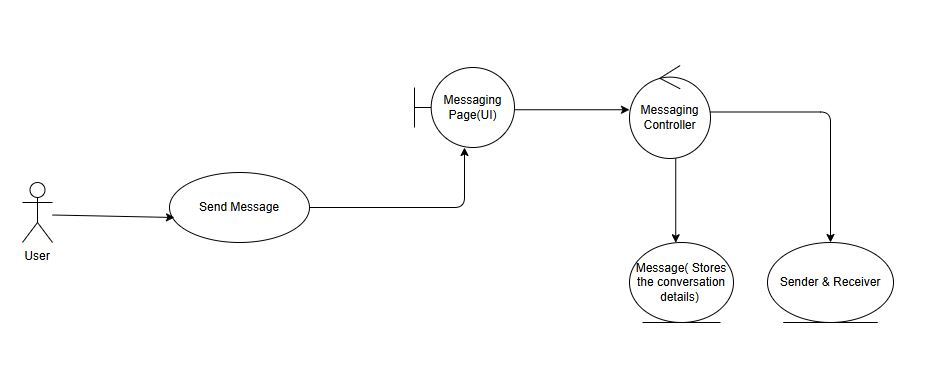 Messaging
Page(UI)
Messaging
Controller
Send Message
User
Message( Stores
the conversation
details)
Sender & Receiver